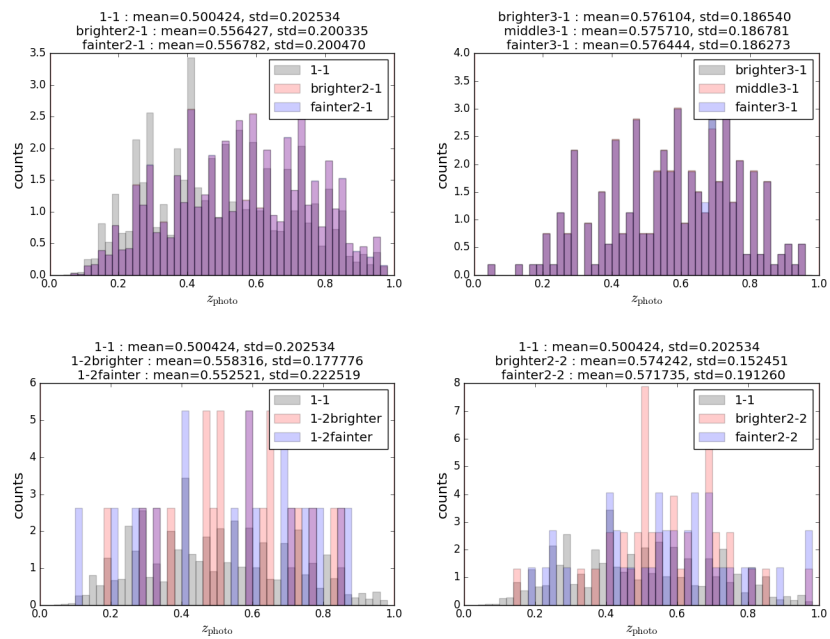 1-1 : mean=0.500424, std=0.202534
brighter2-1 : mean=0.556427, std=0.200335
fainter2-1 : mean=0.556782, std=0.200470
3.5
3.0
2.5
2.0
1.5
1.0
0.5
0.0
counts
1-1
brighter2-1
fainter2-1
0.0 0.2 0.4 0.6 0.8 1.0
z_photo
brighter3-1 : mean=0.576104, std=0.186540
middle3-1 : mean=0.575710, std=0.186781
fainter3-1 : mean=0.576444, std=0.186273
4.0
3.5
3.0
2.5
2.0
1.5
1.0
0.5
0.0
counts
brighter3-1
middle3-1
fainter3-1
0.0 0.2 0.4 0.6 0.8 1.0
z_photo
1-1 : mean=0.500424, std=0.202534
1-2brighter : mean=0.558316, std=0.177776
1-2fainter : mean=0.552521, std=0.222519
6
5
4
3
2
1
0
counts
1-1
1-2brighter
1-2fainter
0.0 0.2 0.4 0.6 0.8 1.0
z_photo
1-1 : mean=0.500424, std=0.202534
brighter2-2 : mean=0.574242, std=0.152451
fainter2-2 : mean=0.571735, std=0.191260
8
7
6
5
4
3
2
1
0
counts
1-1
brighter2-2
fainter2-2
0.0 0.2 0.4 0.6 0.8 1.0
z_photo